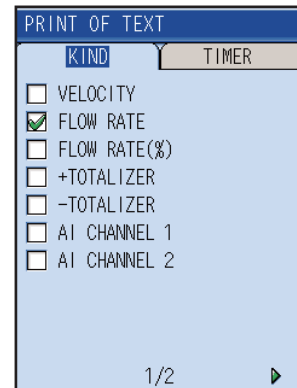 PRINT OF TEXT
KIND TIMER
VELOCITY
FLOW RATE
FLOW RATE(%)
+TOTALIZER
-TOTALIZER
AI CHANNEL 1
AI CHANNEL 2
1/2